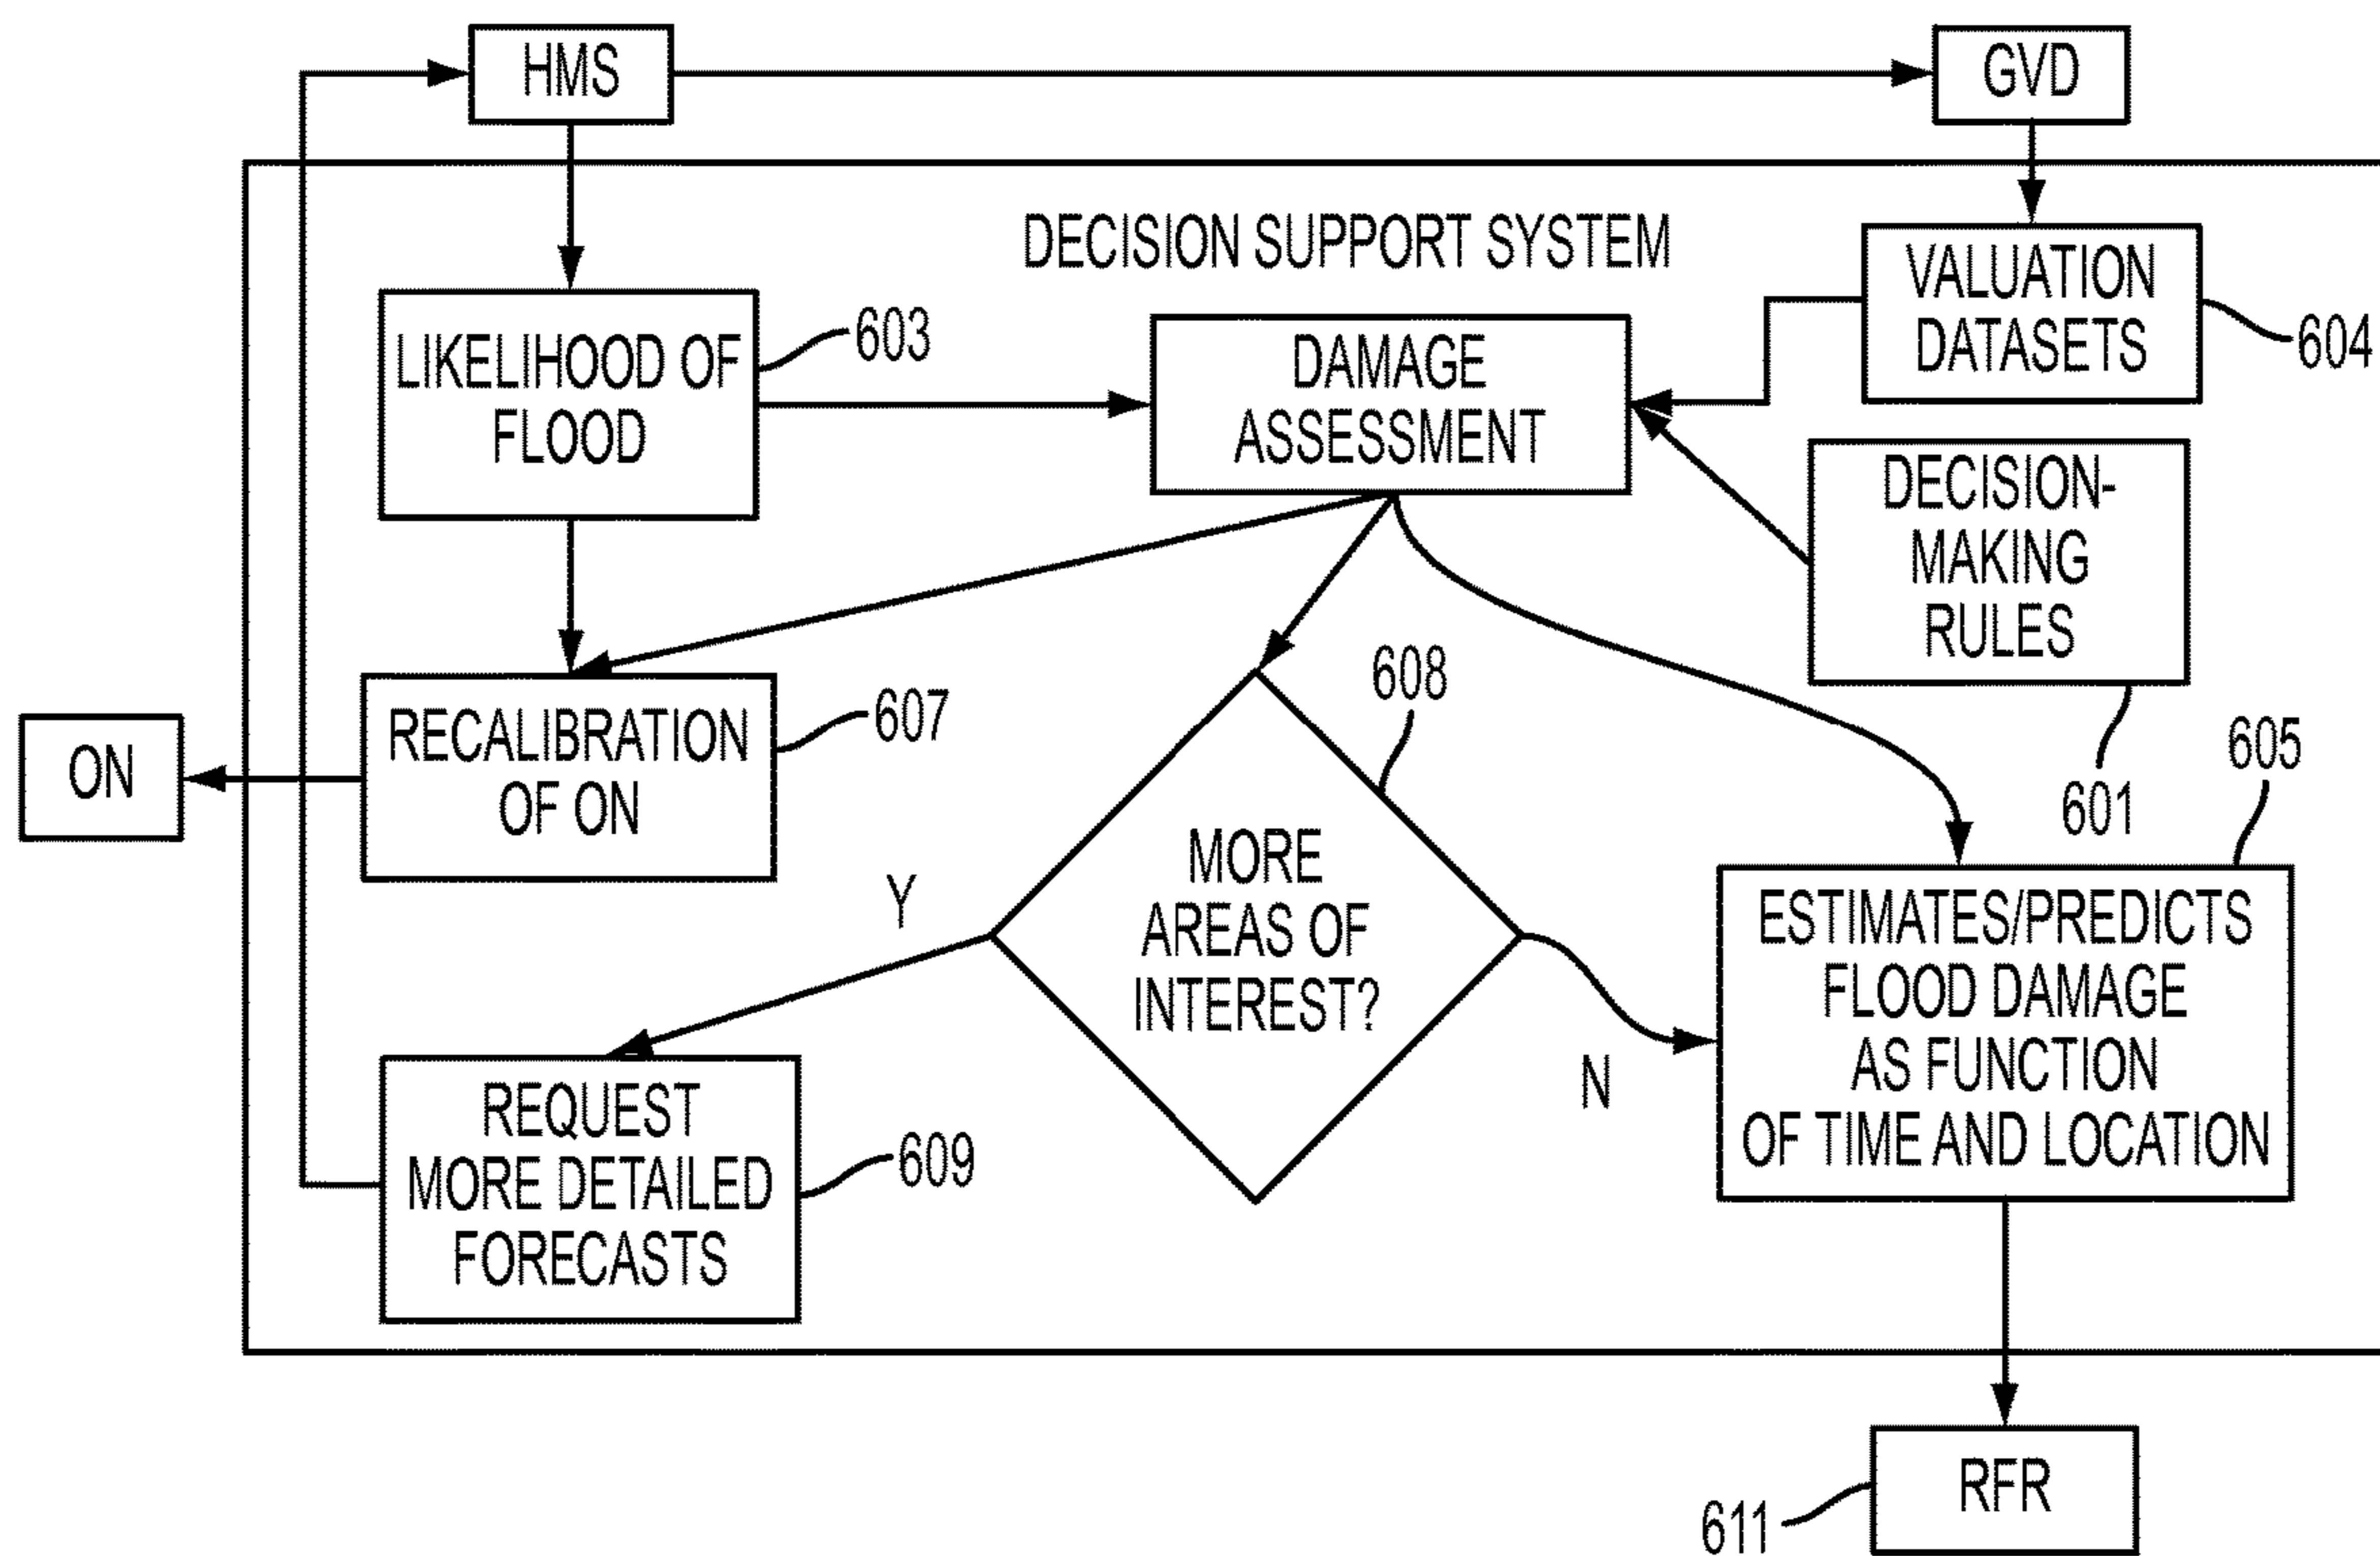 HMS
GVD
DECISION SUPPORT SYSTEM
VALUATION
DATASETS
604
LIKELIHOOD OF
FLOOD
603
DAMAGE
ASSESSMENT
DECISION-
MAKING
RULES
601
ON
RECALIBRATION
OF ON
607
608
MORE
AREAS OF
INTEREST?
Y
N
605
ESTIMATES/PREDICTS
FLOOD DAMAGE
AS FUNCTION
OF TIME AND LOCATION
REQUEST
MORE DETAILED
FORECASTS
609
RFR
611